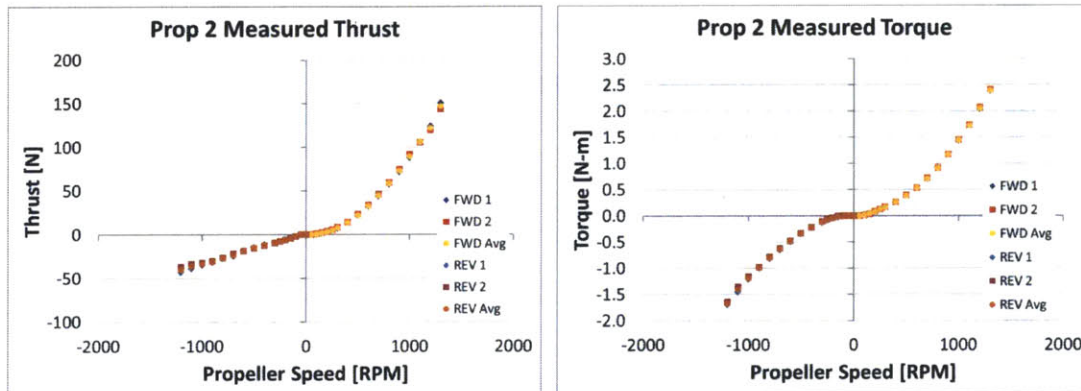 Prop 2 Measured Thrust
200
150
100
50
0
-50
-100
Thrust [N]
FWD 1
FWD 2
FWD Avg
REV 1
REV 2
REV Avg
-2000 -1000 0 1000 2000
Propeller Speed [RPM]
Prop 2 Measured Torque
3.0
2.5
2.0
1.5
1.0
0.5
0.0
-0.5
-1.0
-1.5
-2.0
Torque [N-m]
FWD 1
FWD 2
FWD Avg
REV 1
REV 2
REV Avg
-2000 -1000 0 1000 2000
Propeller Speed [RPM]